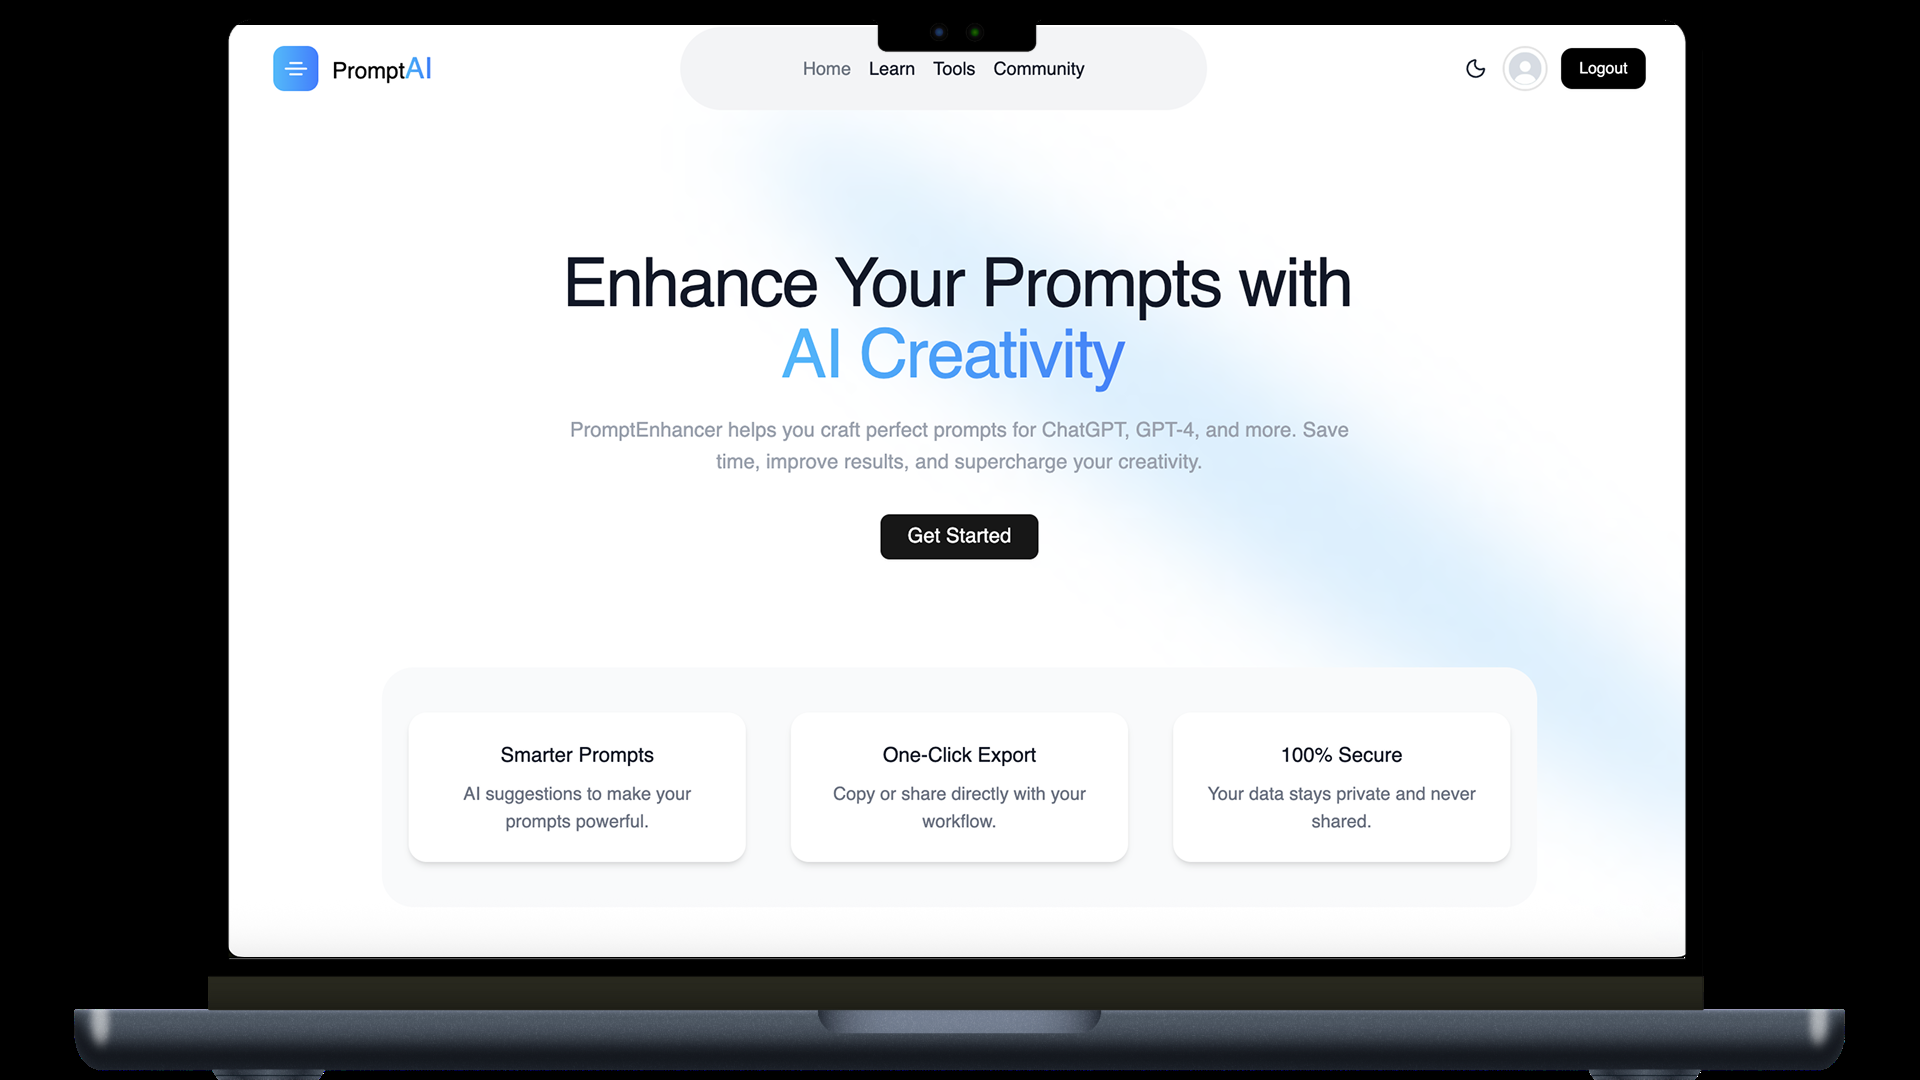 PromptAI
Home Learn Tools Community
Logout
Enhance Your Prompts with
AI Creativity
PromptEnhancer helps you craft perfect prompts for ChatGPT, GPT-4, and more. Save
time, improve results, and supercharge your creativity.
Get Started
Smarter Prompts
AI suggestions to make your
prompts powerful.
One-Click Export
Copy or share directly with your
workflow.
100% Secure
Your data stays private and never
shared.